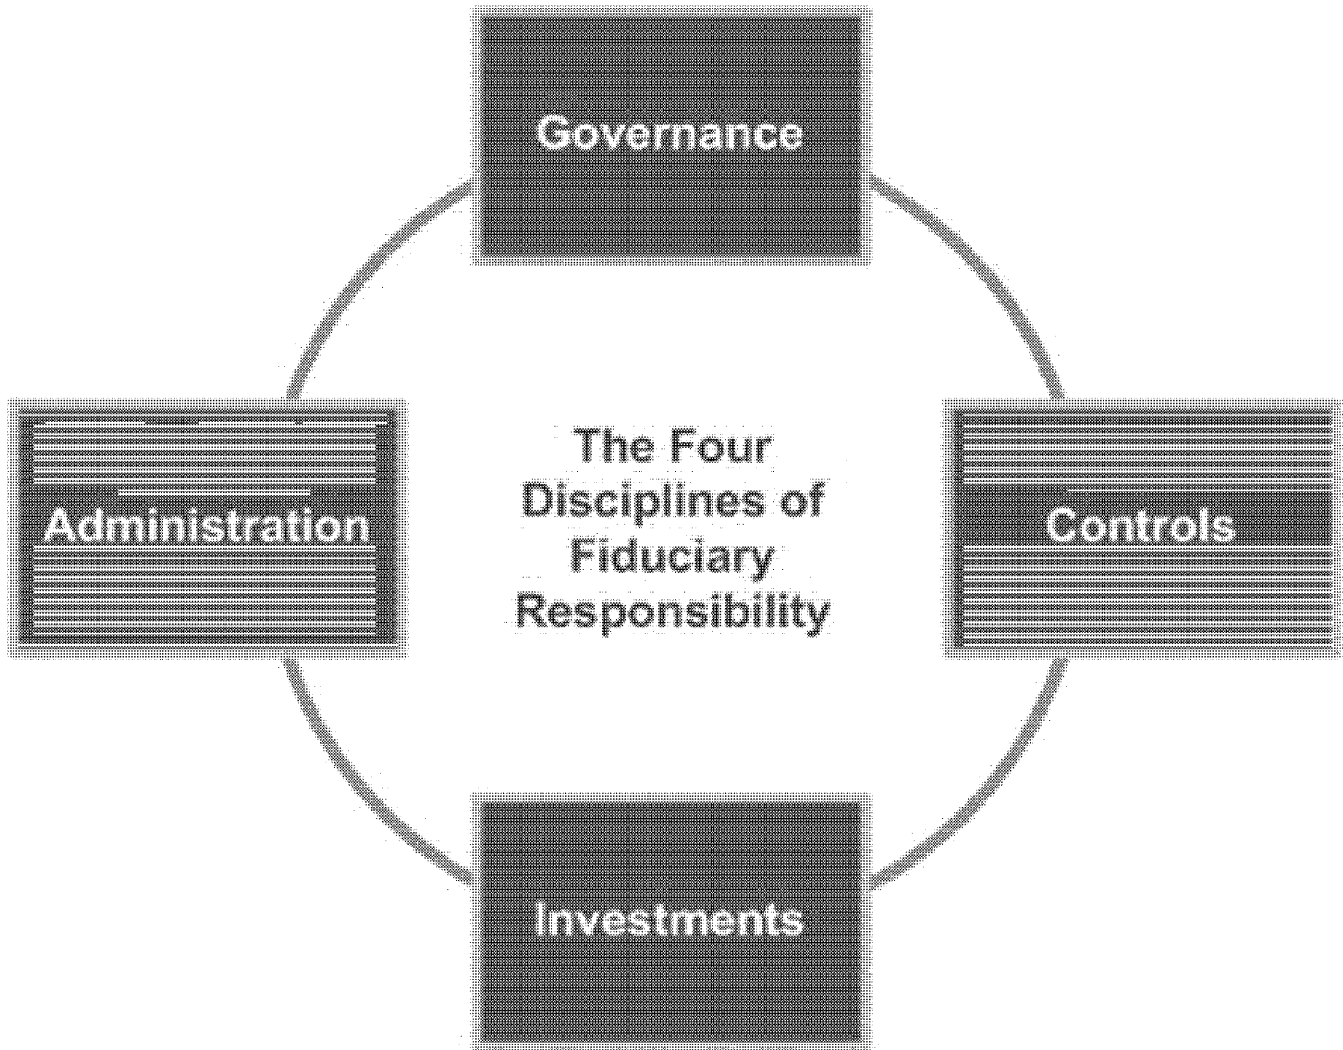 Governance
The Four
Disciplines of
Fiduciary
Responsibility
Administration
Controls
Investments